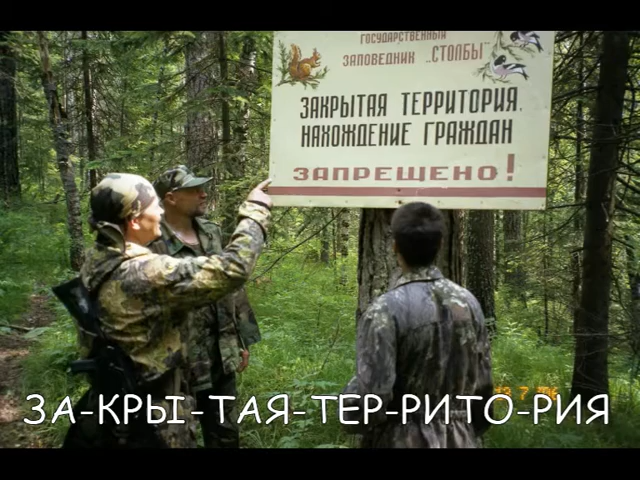 ГОСУДАРСТВЕННЫЙ
ЗАПОВЕДНИК „СТОЛБЫ"
ЗАКРЫТАЯ ТЕРРИТОРИЯ.
НАХОЖДЕНИЕ ГРАЖДАН
ЗАПРЕЩЕНО!
ЗА-КРЫ-ТАЯ-ТЕР-РИТО-РИЯ